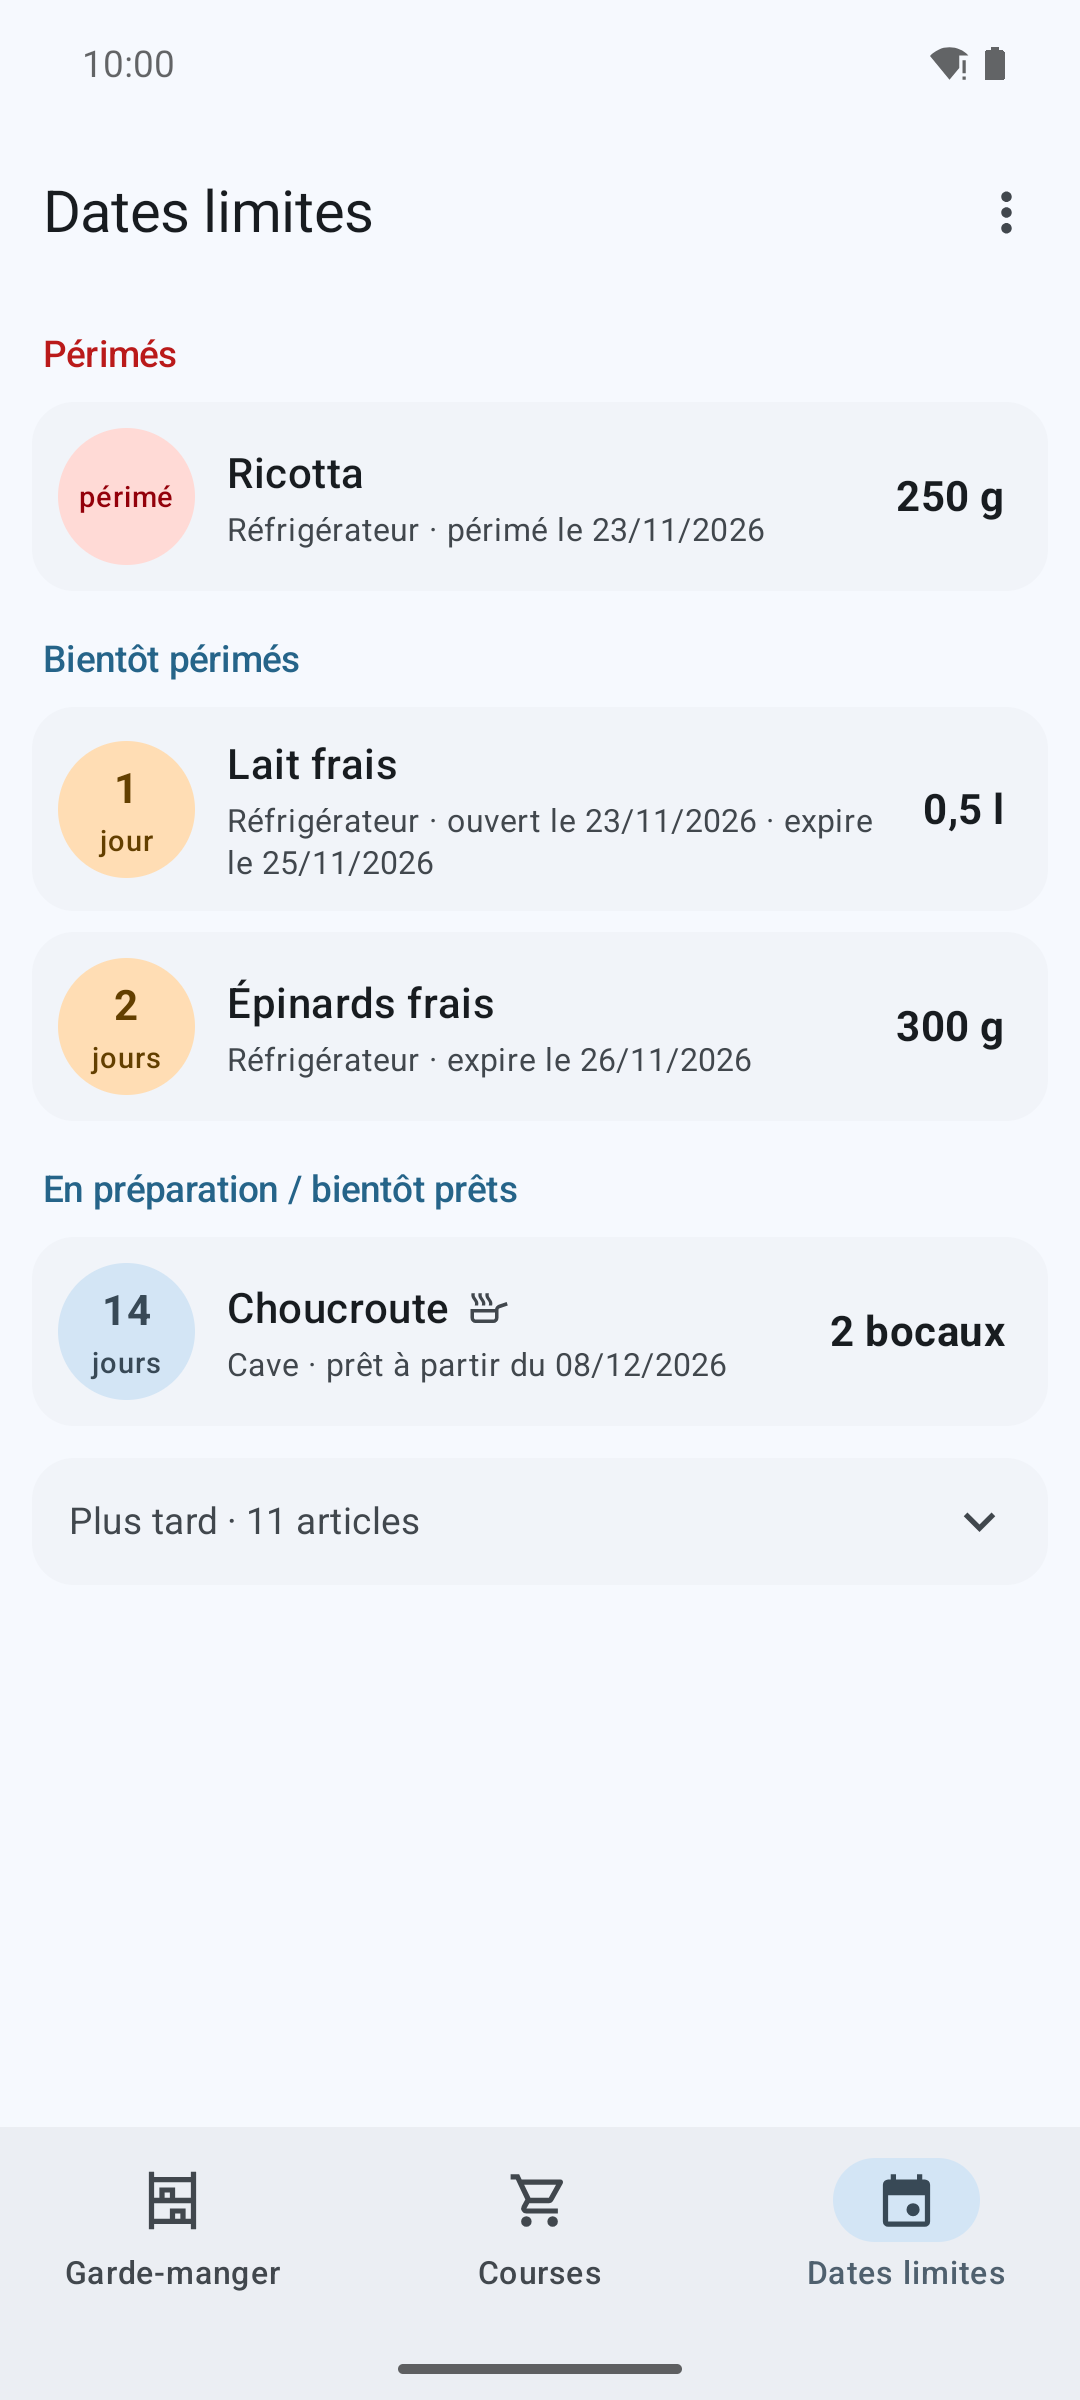 10:00
Dates limites
Périmés
périmé
Ricotta
Réfrigérateur · périmé le 23/11/2026
250 g
Bientôt périmés
1
jour
Lait frais
Réfrigérateur · ouvert le 23/11/2026 · expire
le 25/11/2026
0,5 l
2
jours
Épinards frais
Réfrigérateur · expire le 26/11/2026
300 g
En préparation / bientôt prêts
14
jours
Choucroute
Cave · prêt à partir du 08/12/2026
2 bocaux
Plus tard · 11 articles
Garde-manger
Courses
Dates limites